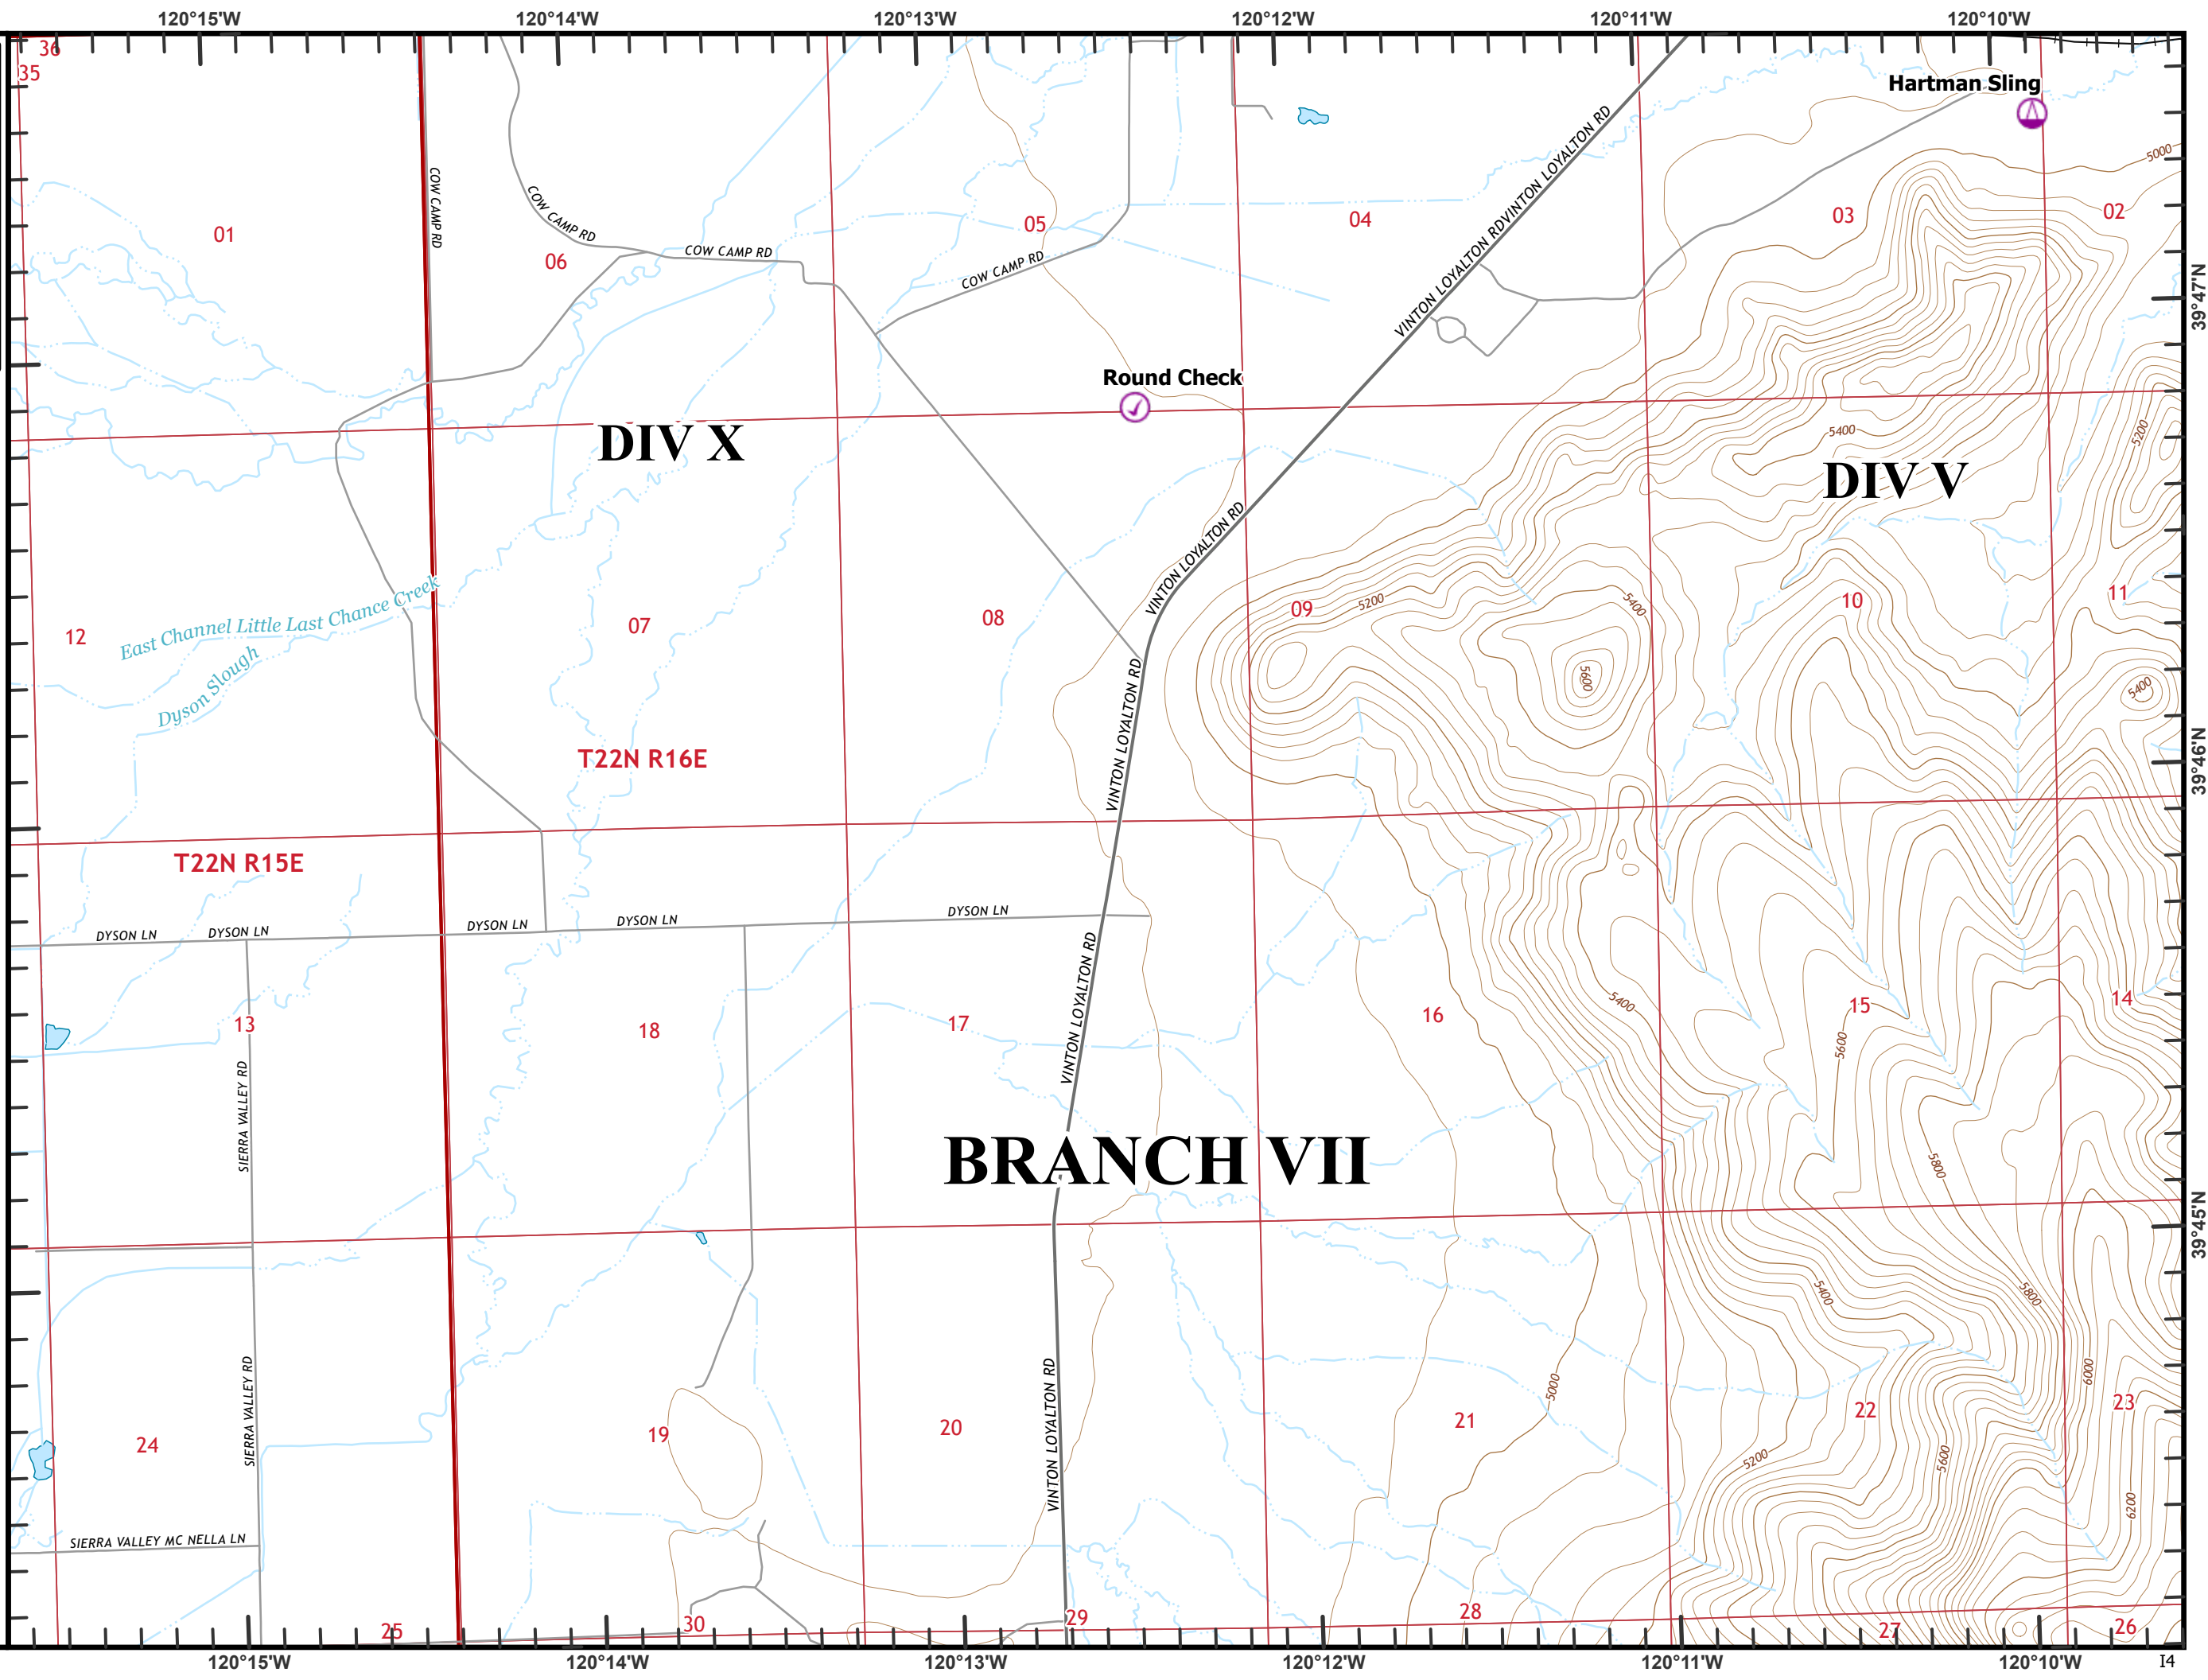 120°15'W
120°14'W
120°13'W
120°12'W
120°11'W
120°10'W
36
35
Hartman Sling
5000
COW CAMP RD
COW CAMP RD
COW CAMP RD
COW CAMP RD
VINTON LOYALTON RD
VINTON LOYALTON RD
VINTON LOYALTON RD
01
06
05
04
03
02
39°47'N
Round Check
DIV X
5400
5200
DIV V
VINTON LOYALTON RD
East Channel Little Last Chance Creek
Dyson Slough
12
07
08
09
5200
5400
10
11
5600
5400
VINTON LOYALTON RD
T22N R16E
39°46'N
T22N R15E
DYSON LN
DYSON LN
DYSON LN
DYSON LN
DYSON LN
VINTON LOYALTON RD
13
18
17
16
5400
15
14
5600
SIERRA VALLEY RD
BRANCH VII
5800
39°45'N
5400
5800
SIERRA VALLEY RD
VINTON LOYALTON RD
5000
6000
24
19
20
21
22
23
5200
5600
6200
SIERRA VALLEY MC NELLA LN
25
30
29
28
27
26
120°15'W
120°14'W
120°13'W
120°12'W
120°11'W
120°10'W
I4